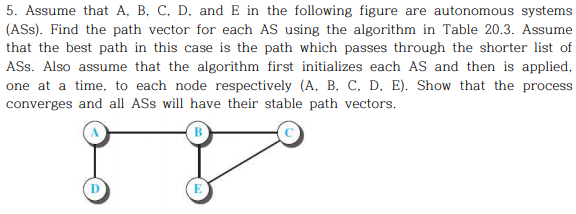 5. Assume that A, B, C, D, and E in the following figure are autonomous systems
(ASs). Find the path vector for each AS using the algorithm in Table 20.3. Assume
that the best path in this case is the path which passes through the shorter list of
ASs. Also assume that the algorithm first initializes each AS and then is applied,
one at a time, to each node respectively (A, B, C, D, E). Show that the process
converges and all ASs will have their stable path vectors.
A B C
D E